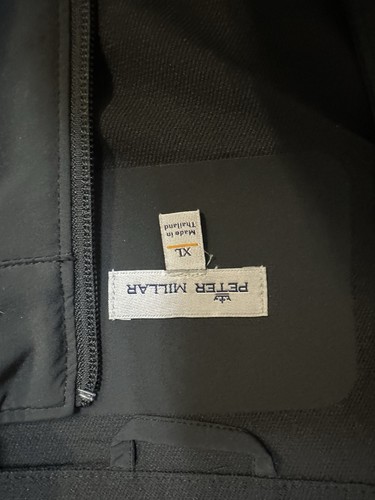 PETER MILLAR
XL
Made in
Thailand